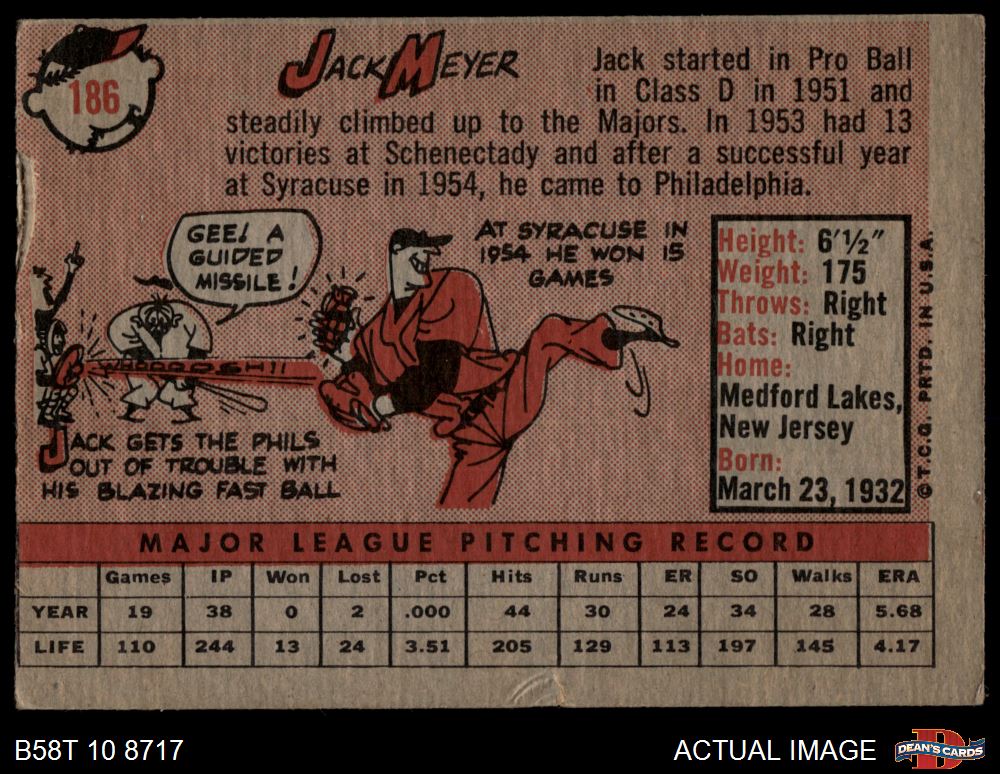 186
JACK MEYER
Jack started in Pro Ball
in Class D in 1951 and
steadily climbed up to the Majors. In 1953 had 13
victories at Schenectady and after a successful year
at Syracuse in 1954, he came to Philadelphia.
GEE! A
GUIDED
MISSILE!
AT SYRACUSE IN
1954 HE WON 15
GAMES
WHOOOOOSH!!
JACK GETS THE PHILS
OUT OF TROUBLE WITH
HIS BLAZING FAST BALL
Height: 6'1½"
Weight: 175
Throws: Right
Bats: Right
Home:
Medford Lakes,
New Jersey
Born:
March 23, 1932
© T.C.G. PRTD. IN U.S.A.
MAJOR LEAGUE PITCHING RECORD
Games IP Won Lost Pct Hits Runs ER SO Walks ERA
YEAR 19 38 0 2 .000 44 30 24 34 28 5.68
LIFE 110 244 13 24 3.51 205 129 113 197 145 4.17
B58T 10 8717
ACTUAL IMAGE
D
DEAN'S CARDS